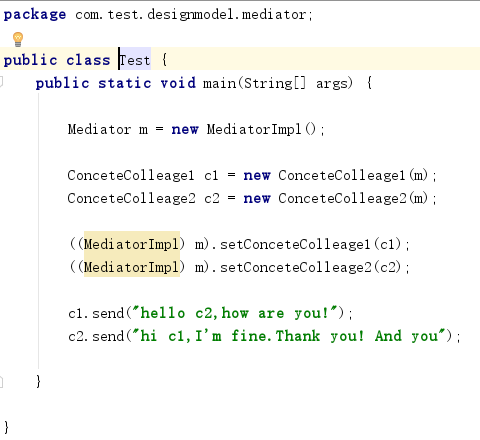 package com.test.designmodel.mediator;
public class Test {
public static void main(String[] args) {
Mediator m = new MediatorImpl();
ConceteColleage1 c1 = new ConceteColleage1(m);
ConceteColleage2 c2 = new ConceteColleage2(m);
((MediatorImpl) m).setConceteColleage1(c1);
((MediatorImpl) m).setConceteColleage2(c2);
c1.send("hello c2,how are you!");
c2.send("hi c1,I'm fine.Thank you! And you");
}
}